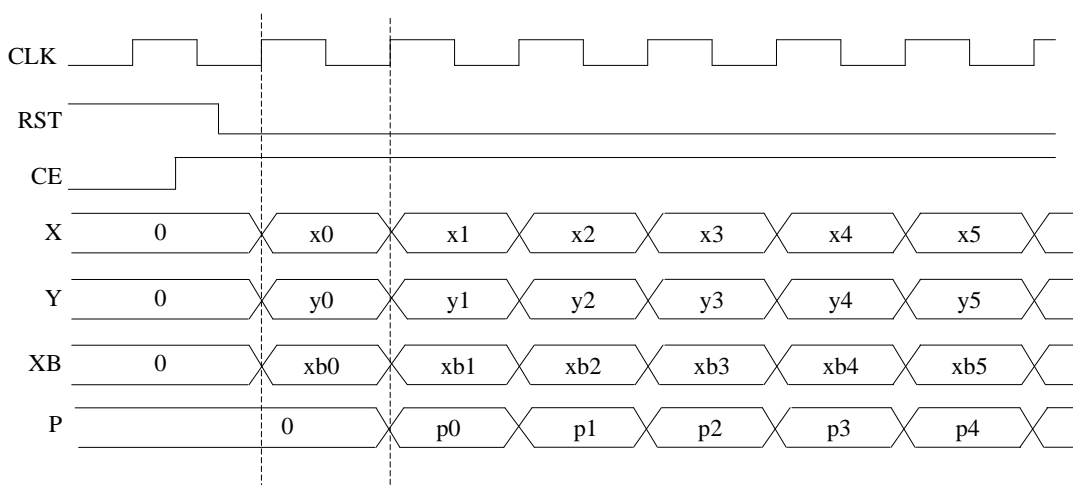 CLK
RST
CE
X 0 x0 x1 x2 x3 x4 x5
Y 0 y0 y1 y2 y3 y4 y5
XB 0 xb0 xb1 xb2 xb3 xb4 xb5
P 0 p0 p1 p2 p3 p4